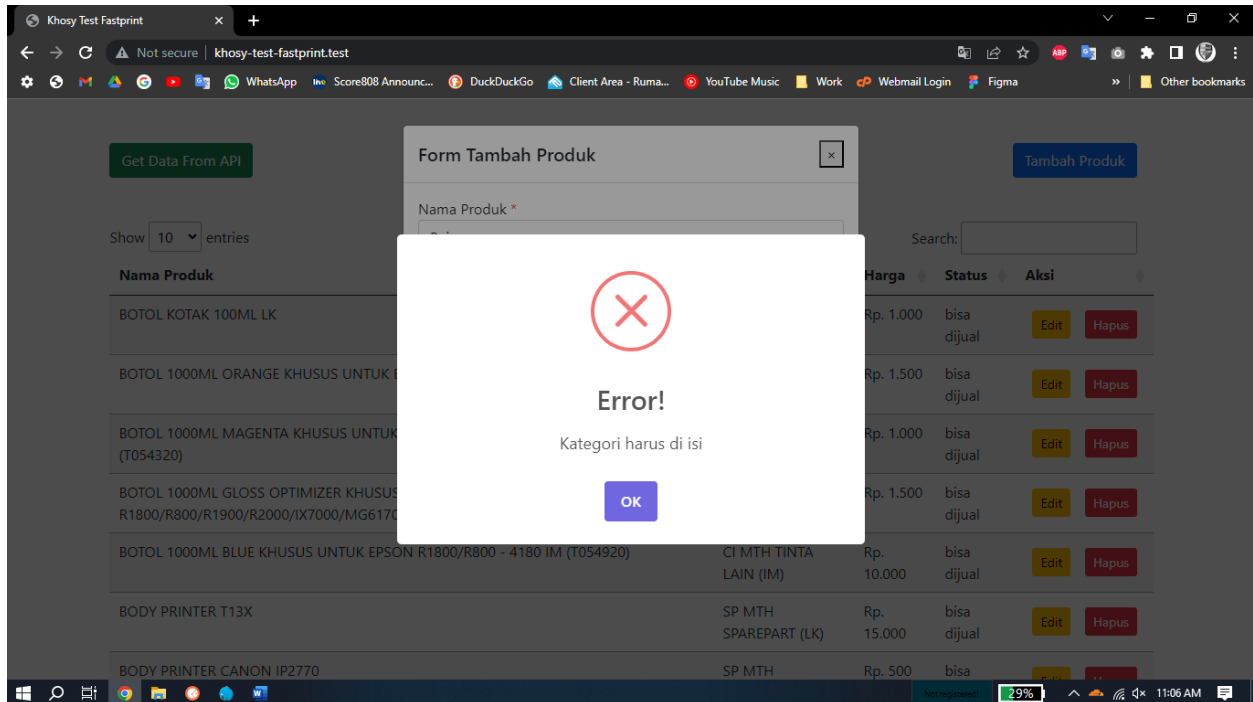 Khosy Test Fastprint
Not secure | khosy-test-fastprint.test
ABP
WhatsApp
Score808 Announc...
DuckDuckGo
Client Area - Ruma...
YouTube Music
Work
Webmail Login
Figma
Other bookmarks
Get Data From API
Form Tambah Produk
×
Tambah Produk
Nama Produk *
Show 10 entries
Search:
Nama Produk
Harga
Status
Aksi
BOTOL KOTAK 100ML LK
Rp. 1.000
bisa
dijual
Edit
Hapus
BOTOL 1000ML ORANGE KHUSUS UNTUK
Rp. 1.500
bisa
dijual
Edit
Hapus
Error!
BOTOL 1000ML MAGENTA KHUSUS UNTUK
(T054320)
Rp. 1.000
bisa
dijual
Edit
Hapus
Kategori harus di isi
BOTOL 1000ML GLOSS OPTIMIZER KHUSUS
R1800/R800/R1900/R2000/IX7000/MG6170
Rp. 1.500
bisa
dijual
Edit
Hapus
OK
BOTOL 1000ML BLUE KHUSUS UNTUK EPSON R1800/R800 - 4180 IM (T054920)
CI MTH TINTA
LAIN (IM)
Rp.
10.000
bisa
dijual
Edit
Hapus
BODY PRINTER T13X
SP MTH
SPAREPART (LK)
Rp.
15.000
bisa
dijual
Edit
Hapus
BODY PRINTER CANON IP2770
SP MTH
Rp. 500
bisa
Not registered!
29%
11:06 AM